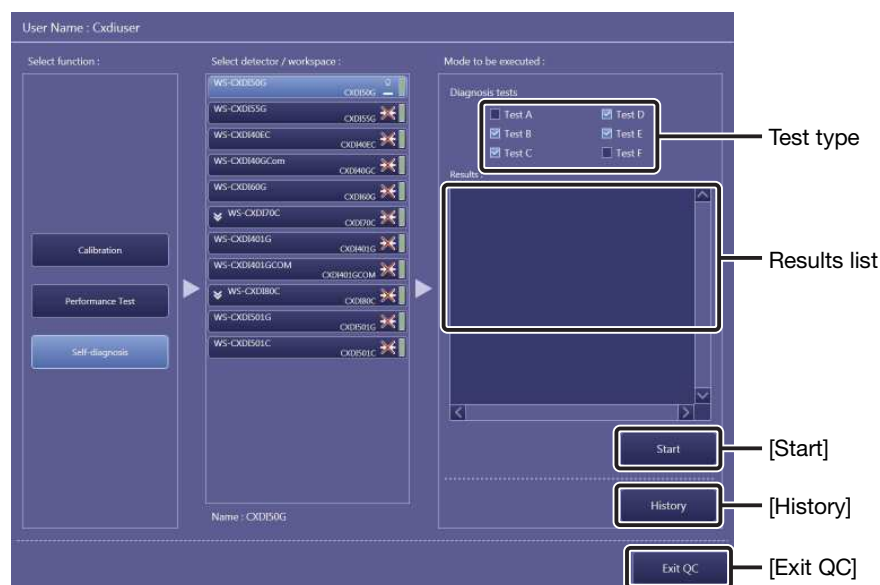 User Name : Cxdiuser
Select function :
Select detector / workspace :
Mode to be executed :
WS-CXDI50G
CXDI50G
WS-CXDI55G
CXDI55G
WS-CXDI40EC
CXDI40EC
WS-CXDI40GCom
CXDI40GC
WS-CXDI60G
CXDI60G
WS-CXDI70C
CXDI70C
WS-CXDI401G
CXDI401G
WS-CXDI401GCOM
CXDI401GCOM
WS-CXDI80C
CXDI80C
WS-CXDI501G
CXDI501G
WS-CXDI501C
CXDI501C
Name : CXDI50G
Calibration
Performance Test
Self-diagnosis
Diagnosis tests
Test A
Test D
Test B
Test E
Test C
Test F
Results :
Start
History
Exit QC
Test type
Results list
[Start]
[History]
[Exit QC]